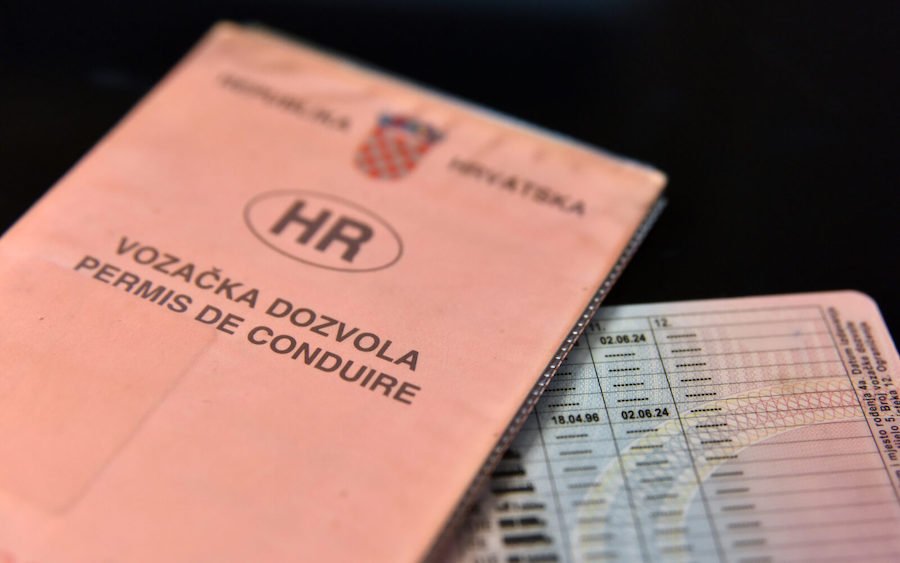 REPUBLIKA HRVATSKA
HR
VOZAČKA DOZVOLA
PERMIS DE CONDUIRE
11. 12.
02.06.24
18.04.96 02.06.24